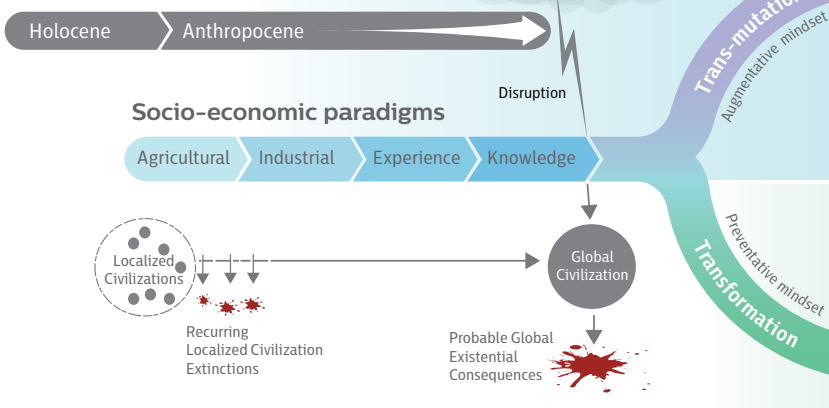 Holocene
Anthropocene
Trans-mutation
Augmentative mindset
Disruption
Socio-economic paradigms
Agricultural
Industrial
Experience
Knowledge
Localized
Civilizations
Global
Civilization
Preventative mindset
Transformation
Recurring
Localized Civilization
Extinctions
Probable Global
Existential
Consequences